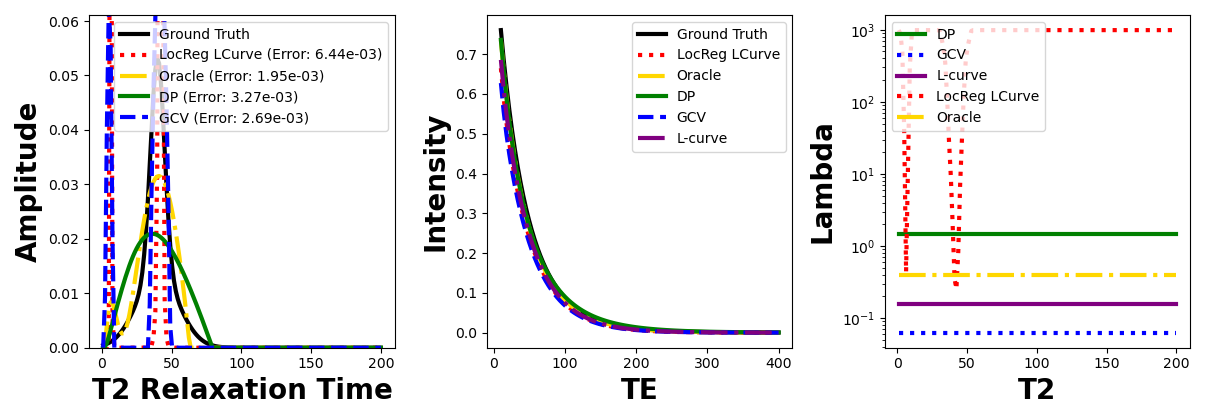 Amplitude
0.06
0.05
0.04
0.03
0.02
0.01
0.00
0
50
100
150
200
T2 Relaxation Time
Ground Truth
LocReg LCurve (Error: 6.44e-03)
Oracle (Error: 1.95e-03)
DP (Error: 3.27e-03)
GCV (Error: 2.69e-03)
Intensity
0.7
0.6
0.5
0.4
0.3
0.2
0.1
0.0
0
100
200
300
400
TE
Ground Truth
LocReg LCurve
Oracle
DP
GCV
L-curve
Lambda
10³
10²
10¹
10⁰
10⁻¹
0
50
100
150
200
T2
DP
GCV
L-curve
LocReg LCurve
Oracle